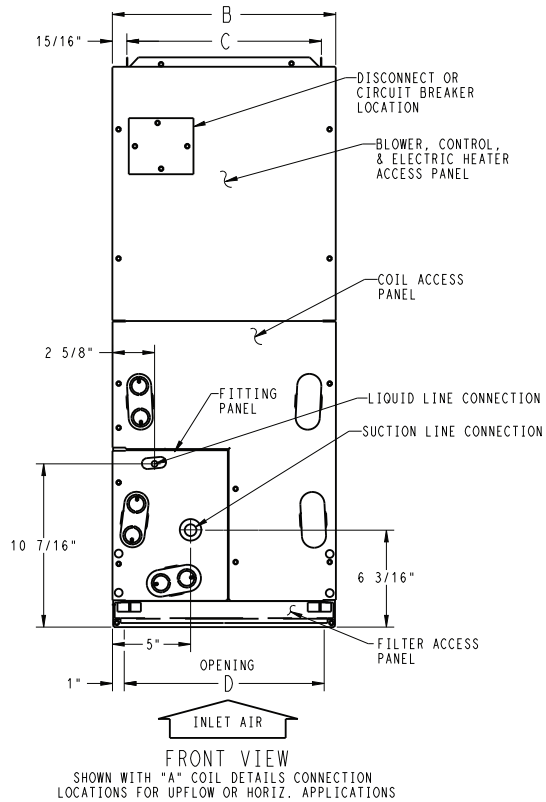 B
15/16"
C
DISCONNECT OR
CIRCUIT BREAKER
LOCATION
BLOWER, CONTROL,
& ELECTRIC HEATER
ACCESS PANEL
COIL ACCESS
PANEL
2 5/8"
FITTING
PANEL
LIQUID LINE CONNECTION
SUCTION LINE CONNECTION
10 7/16"
6 3/16"
5"
FILTER ACCESS
PANEL
OPENING
1"
D
INLET AIR
FRONT VIEW
SHOWN WITH "A" COIL DETAILS CONNECTION
LOCATIONS FOR UPFLOW OR HORIZ. APPLICATIONS